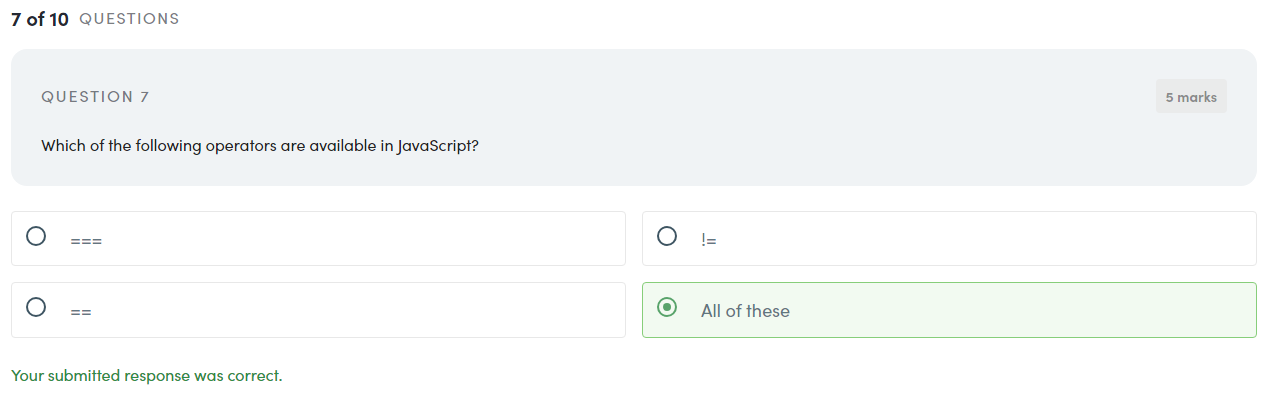 7 of 10 QUESTIONS
QUESTION 7
5 marks
Which of the following operators are available in JavaScript?
===
!=
==
All of these
Your submitted response was correct.